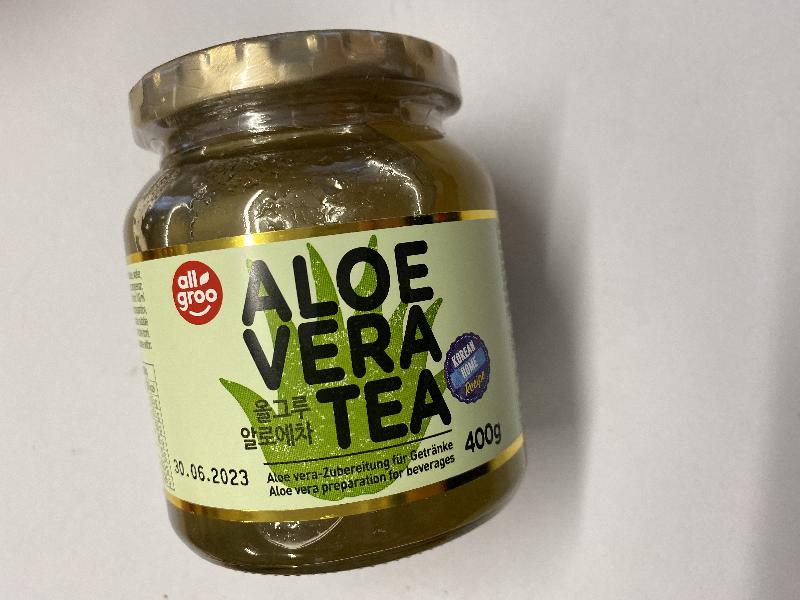 all
groo
ALOE
VERA
TEA
올그루
알로에차
KOREAN
HOME
Recipe
400g
30.06.2023
Aloe vera-Zubereitung für Getränke
Aloe vera preparation for beverages